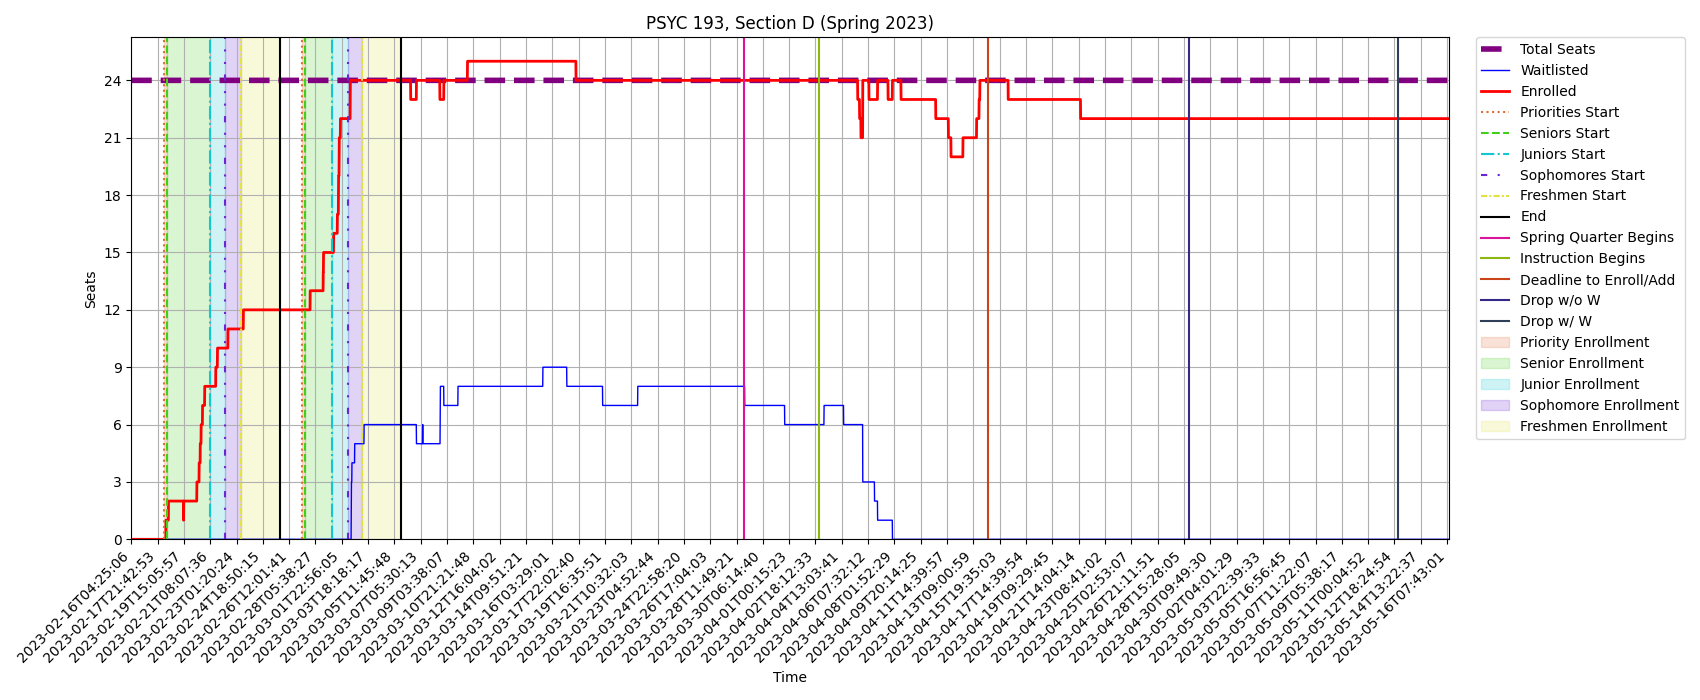 PSYC 193, Section D (Spring 2023)
Seats
24
21
18
15
12
9
6
3
0
2023-02-16T04:25:06
2023-02-17T21:42:53
2023-02-19T15:05:57
2023-02-21T08:07:36
2023-02-23T01:20:24
2023-02-24T18:50:15
2023-02-26T12:01:41
2023-02-28T05:38:27
2023-03-01T22:56:05
2023-03-03T18:18:17
2023-03-05T11:45:48
2023-03-07T05:30:13
2023-03-09T03:38:07
2023-03-10T21:21:48
2023-03-12T16:04:02
2023-03-14T09:51:21
2023-03-16T03:29:01
2023-03-17T22:02:40
2023-03-19T16:35:51
2023-03-21T10:32:03
2023-03-23T04:52:44
2023-03-24T22:58:20
2023-03-26T17:04:03
2023-03-28T11:49:21
2023-03-30T06:14:40
2023-04-01T00:15:23
2023-04-02T18:12:33
2023-04-04T13:03:41
2023-04-06T07:32:12
2023-04-08T01:52:29
2023-04-09T20:14:25
2023-04-11T14:39:57
2023-04-13T09:00:59
2023-04-15T19:35:03
2023-04-17T14:39:54
2023-04-19T09:29:45
2023-04-21T14:04:14
2023-04-23T08:41:02
2023-04-25T02:53:07
2023-04-26T21:11:51
2023-04-28T15:28:05
2023-04-30T09:49:30
2023-05-02T04:01:29
2023-05-03T22:39:33
2023-05-05T16:56:45
2023-05-07T11:22:07
2023-05-09T05:38:17
2023-05-11T00:04:52
2023-05-12T18:24:54
2023-05-14T13:22:37
2023-05-16T07:43:01
Time
Total Seats
Waitlisted
Enrolled
Priorities Start
Seniors Start
Juniors Start
Sophomores Start
Freshmen Start
End
Spring Quarter Begins
Instruction Begins
Deadline to Enroll/Add
Drop w/o W
Drop w/ W
Priority Enrollment
Senior Enrollment
Junior Enrollment
Sophomore Enrollment
Freshmen Enrollment